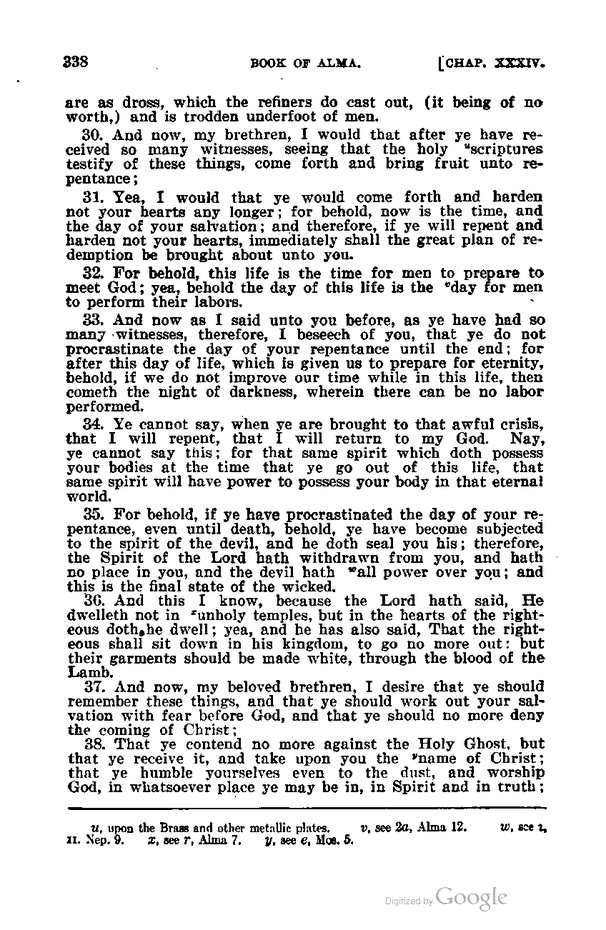 338 BOOK OF ALMA. [CHAP. XXXIV.
are as dross, which the refiners do cast out, (it being of no
worth,) and is trodden underfoot of men.
30. And now, my brethren, I would that after ye have re-
ceived so many witnesses, seeing that the holy "scriptures
testify of these things, come forth and bring fruit unto re-
pentance;
31. Yea, I would that ye would come forth and harden
not your hearts any longer; for behold, now is the time, and
the day of your salvation; and therefore, if ye will repent and
harden not your hearts, immediately shall the great plan of re-
demption be brought about unto you.
32. For behold, this life is the time for men to prepare to
meet God; yea, behold the day of this life is the ᵛday for men
to perform their labors.
33. And now as I said unto you before, as ye have had so
many witnesses, therefore, I beseech of you, that ye do not
procrastinate the day of your repentance until the end; for
after this day of life, which is given us to prepare for eternity,
behold, if we do not improve our time while in this life, then
cometh the night of darkness, wherein there can be no labor
performed.
34. Ye cannot say, when ye are brought to that awful crisis,
that I will repent, that I will return to my God. Nay,
ye cannot say this; for that same spirit which doth possess
your bodies at the time that ye go out of this life, that
same spirit will have power to possess your body in that eternal
world.
35. For behold, if ye have procrastinated the day of your re-
pentance, even until death, behold, ye have become subjected
to the spirit of the devil, and he doth seal you his; therefore,
the Spirit of the Lord hath withdrawn from you, and hath
no place in you, and the devil hath ʷall power over you; and
this is the final state of the wicked.
36. And this I know, because the Lord hath said, He
dwelleth not in ˣunholy temples, but in the hearts of the right-
eous doth he dwell; yea, and he has also said, That the right-
eous shall sit down in his kingdom, to go no more out: but
their garments should be made white, through the blood of the
Lamb.
37. And now, my beloved brethren, I desire that ye should
remember these things, and that ye should work out your sal-
vation with fear before God, and that ye should no more deny
the coming of Christ;
38. That ye contend no more against the Holy Ghost, but
that ye receive it, and take upon you the ʸname of Christ;
that ye humble yourselves even to the dust, and worship
God, in whatsoever place ye may be in, in Spirit and in truth;
u, upon the Brass and other metallic plates. v, see 2a, Alma 12. w, see
II. Nep. 9. x, see r, Alma 7. y, see e, Mos. 5.
Digitized by Google